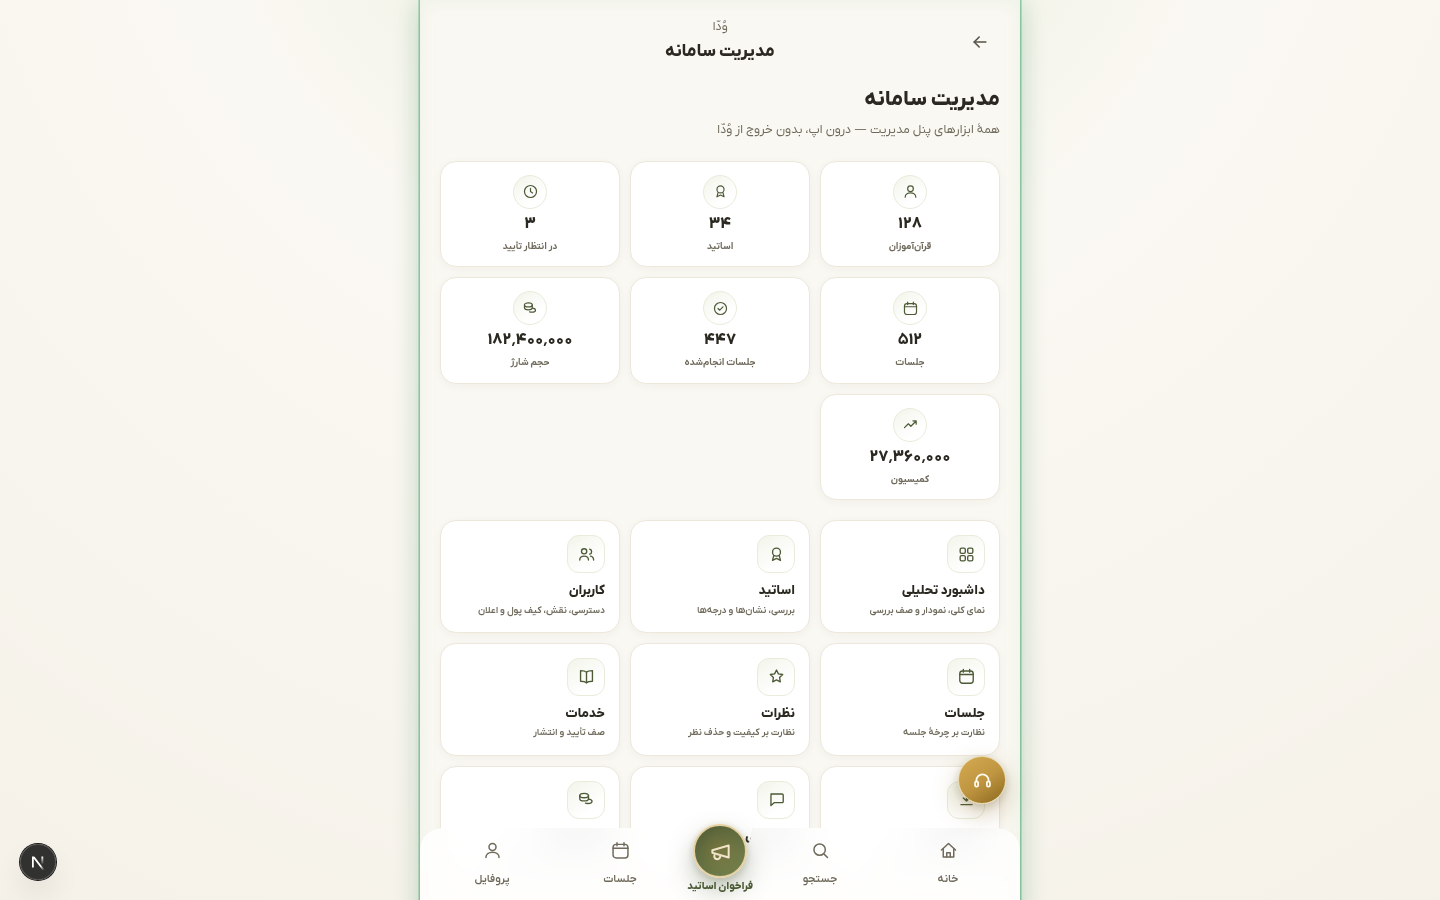 وُدّا
مدیریت سامانه
مدیریت سامانه
همهٔ ابزارهای پنل مدیریت — درون اپ، بدون خروج از وُدّا
۱۲۸
قرآن‌آموزان
۳۴
اساتید
۳
در انتظار تأیید
۵۱۲
جلسات
۴۴۷
جلسات انجام‌شده
۱۸۲٬۴۰۰٬۰۰۰
حجم شارژ
۲۷٬۳۶۰٬۰۰۰
کمیسیون
داشبورد تحلیلی
نمای کلی، نمودار و صف بررسی
اساتید
بررسی، نشان‌ها و درجه‌ها
کاربران
دسترسی، نقش، کیف پول و اعلان
جلسات
نظارت بر چرخهٔ جلسه
نظرات
نظارت بر کیفیت و حذف نظر
خدمات
صف تأیید و انتشار
خانه
جستجو
فراخوان اساتید
جلسات
پروفایل
N